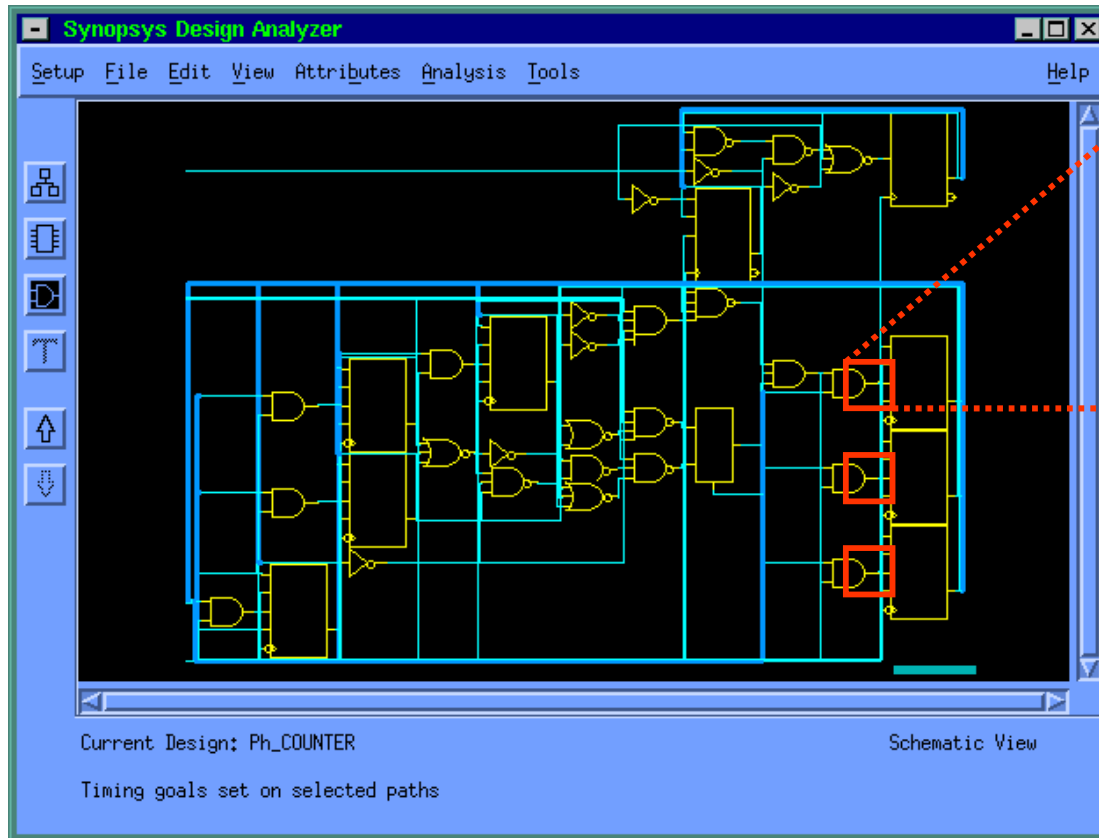 Synopsys Design Analyzer
Setup File Edit View Attributes Analysis Tools Help
Current Design: Ph_COUNTER Schematic View
Timing goals set on selected paths